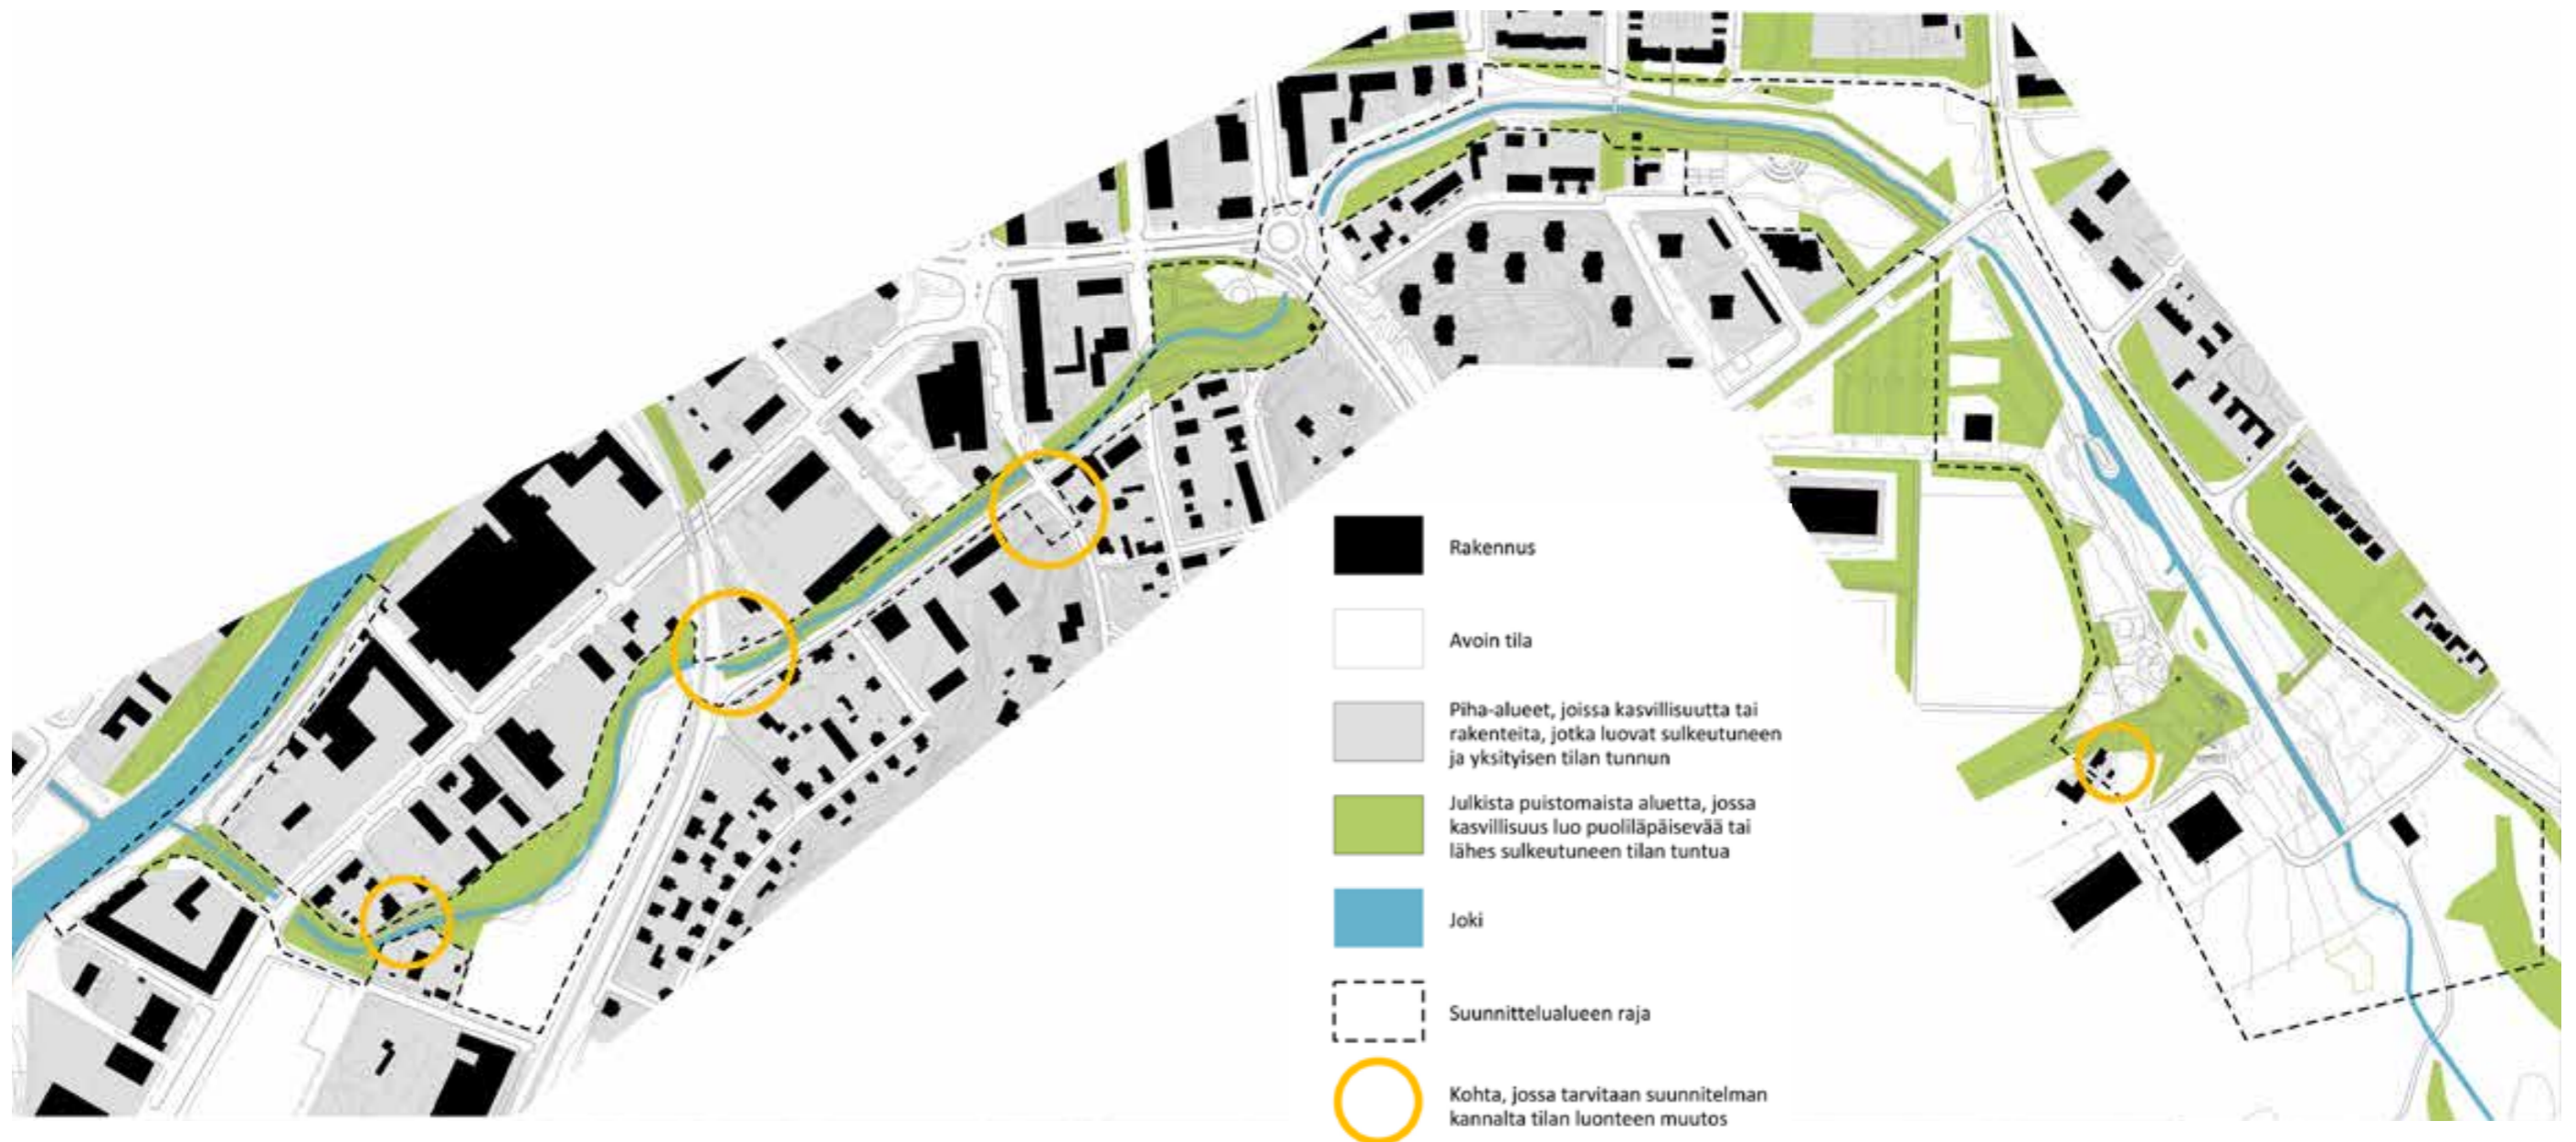 Rakennus
Avoin tila
Piha-alueet, joissa kasvillisuutta tai
rakenteita, jotka luovat sulkeutuneen
ja yksityisen tilan tunnun
Julkista puistomaista aluetta, jossa
kasvillisuus luo puoliläpäisevää tai
lähes sulkeutuneen tilan tuntua
Joki
Suunnittelualueen raja
Kohta, jossa tarvitaan suunnitelman
kannalta tilan luonteen muutos